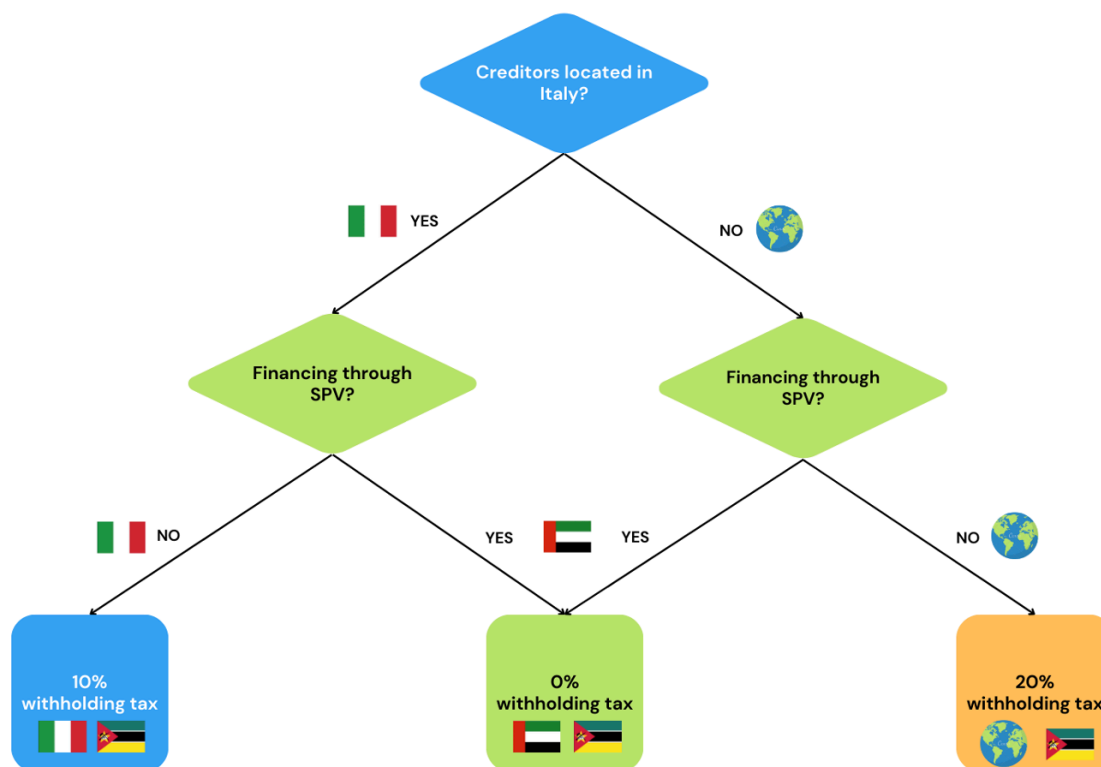 Creditors located in
Italy?
YES
NO
Financing through
SPV?
Financing through
SPV?
NO
YES
YES
NO
10%
withholding tax
0%
withholding tax
20%
withholding tax